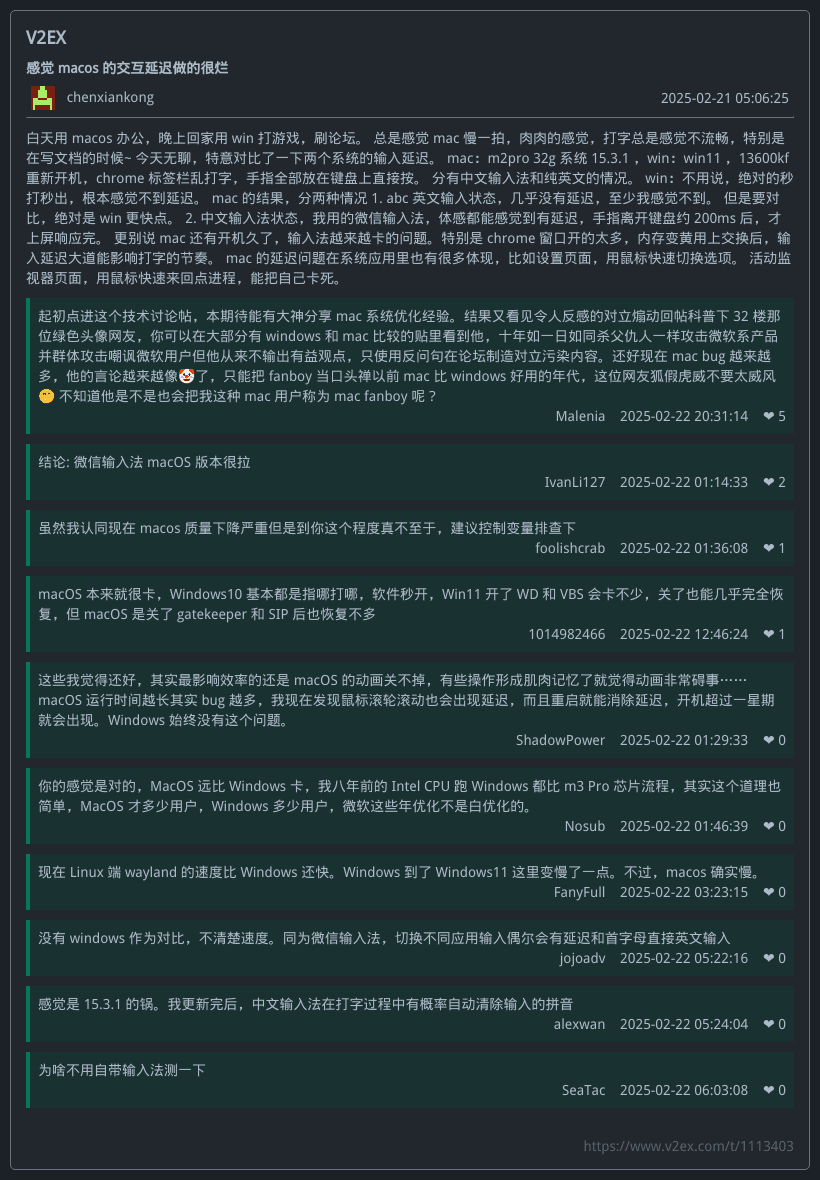 V2EX
感觉 macos 的交互延迟做的很烂
chenxiankong 2025-02-21 05:06:25
白天用 macos 办公，晚上回家用 win 打游戏，刷论坛。 总是感觉 mac 慢一拍，肉肉的感觉，打字总是感觉不流畅，特别是
在写文档的时候~ 今天无聊，特意对比了一下两个系统的输入延迟。 mac：m2pro 32g 系统 15.3.1 ，win：win11 ，13600kf
重新开机，chrome 标签栏乱打字，手指全部放在键盘上直接按。 分有中文输入法和纯英文的情况。 win：不用说，绝对的秒
打秒出，根本感觉不到延迟。 mac 的结果，分两种情况 1. abc 英文输入状态，几乎没有延迟，至少我感觉不到。 但是要对
比，绝对是 win 更快点。 2. 中文输入法状态，我用的微信输入法，体感都能感觉到有延迟，手指离开键盘约 200ms 后，才
上屏响应完。 更别说 mac 还有开机久了，输入法越来越卡的问题。特别是 chrome 窗口开的太多，内存变黄用上交换后，输
入延迟大道能影响打字的节奏。 mac 的延迟问题在系统应用里也有很多体现，比如设置页面，用鼠标快速切换选项。 活动监
视器页面，用鼠标快速来回点进程，能把自己卡死。
起初点进这个技术讨论帖，本期待能有大神分享 mac 系统优化经验。结果又看见令人反感的对立煽动回帖科普下 32 楼那
位绿色头像网友，你可以在大部分有 windows 和 mac 比较的贴里看到他，十年如一日如同杀父仇人一样攻击微软系产品
并群体攻击嘲讽微软用户但他从来不输出有益观点，只使用反问句在论坛制造对立污染内容。还好现在 mac bug 越来越
多，他的言论越来越像🤡了，只能把 fanboy 当口头禅以前 mac 比 windows 好用的年代，这位网友狐假虎威不要太威风
🤭 不知道他是不是也会把我这种 mac 用户称为 mac fanboy 呢？
Malenia 2025-02-22 20:31:14 ❤ 5
结论: 微信输入法 macOS 版本很拉
IvanLi127 2025-02-22 01:14:33 ❤ 2
虽然我认同现在 macos 质量下降严重但是到你这个程度真不至于，建议控制变量排查下
foolishcrab 2025-02-22 01:36:08 ❤ 1
macOS 本来就很卡，Windows10 基本都是指哪打哪，软件秒开，Win11 开了 WD 和 VBS 会卡不少，关了也能几乎完全恢
复，但 macOS 是关了 gatekeeper 和 SIP 后也恢复不多
1014982466 2025-02-22 12:46:24 ❤ 1
这些我觉得还好，其实最影响效率的还是 macOS 的动画关不掉，有些操作形成肌肉记忆了就觉得动画非常碍事……
macOS 运行时间越长其实 bug 越多，我现在发现鼠标滚轮滚动也会出现延迟，而且重启就能消除延迟，开机超过一星期
就会出现。Windows 始终没有这个问题。
ShadowPower 2025-02-22 01:29:33 ❤ 0
你的感觉是对的，MacOS 远比 Windows 卡，我八年前的 Intel CPU 跑 Windows 都比 m3 Pro 芯片流程，其实这个道理也
简单，MacOS 才多少用户，Windows 多少用户，微软这些年优化不是白优化的。
Nosub 2025-02-22 01:46:39 ❤ 0
现在 Linux 端 wayland 的速度比 Windows 还快。Windows 到了 Windows11 这里变慢了一点。不过，macos 确实慢。
FanyFull 2025-02-22 03:23:15 ❤ 0
没有 windows 作为对比，不清楚速度。同为微信输入法，切换不同应用输入偶尔会有延迟和首字母直接英文输入
jojoadv 2025-02-22 05:22:16 ❤ 0
感觉是 15.3.1 的锅。我更新完后，中文输入法在打字过程中有概率自动清除输入的拼音
alexwan 2025-02-22 05:24:04 ❤ 0
为啥不用自带输入法测一下
SeaTac 2025-02-22 06:03:08 ❤ 0
https://www.v2ex.com/t/1113403